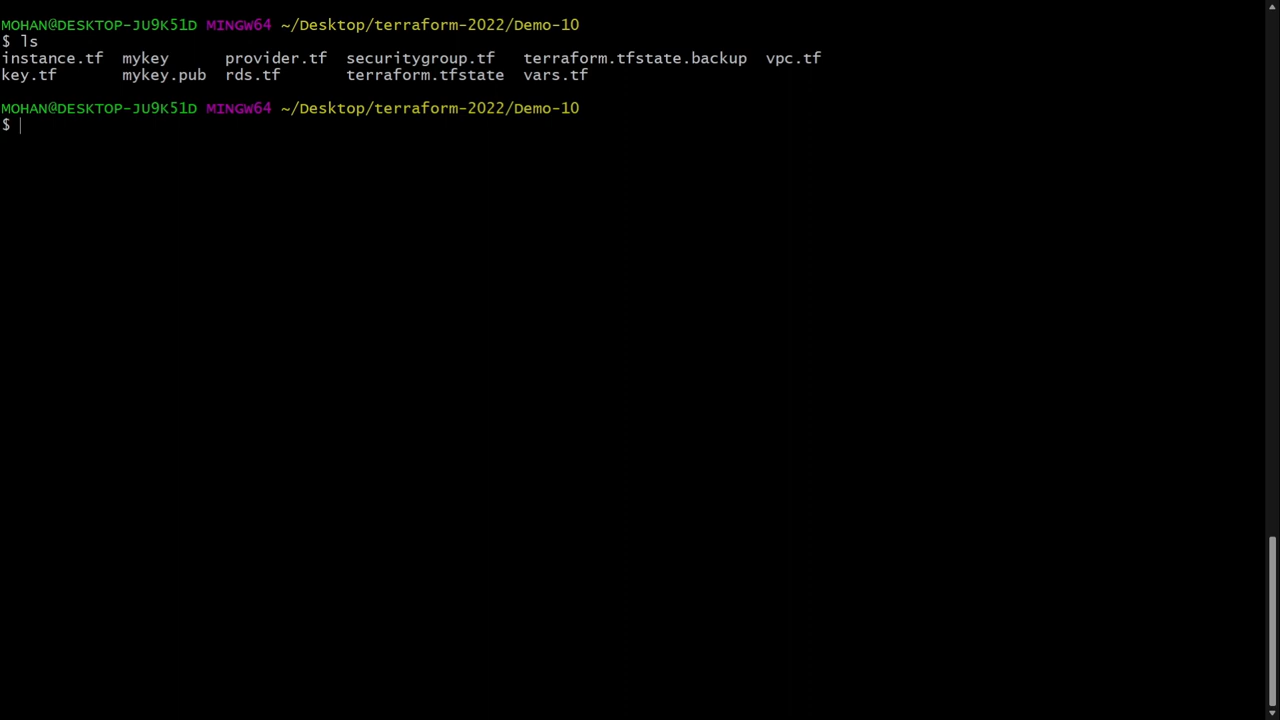 MOHAN@DESKTOP-JU9K51D MINGW64 ~/Desktop/terraform-2022/Demo-10
$ ls
instance.tf  mykey      provider.tf  securitygroup.tf   terraform.tfstate.backup  vpc.tf
key.tf       mykey.pub  rds.tf       terraform.tfstate  vars.tf
MOHAN@DESKTOP-JU9K51D MINGW64 ~/Desktop/terraform-2022/Demo-10
$